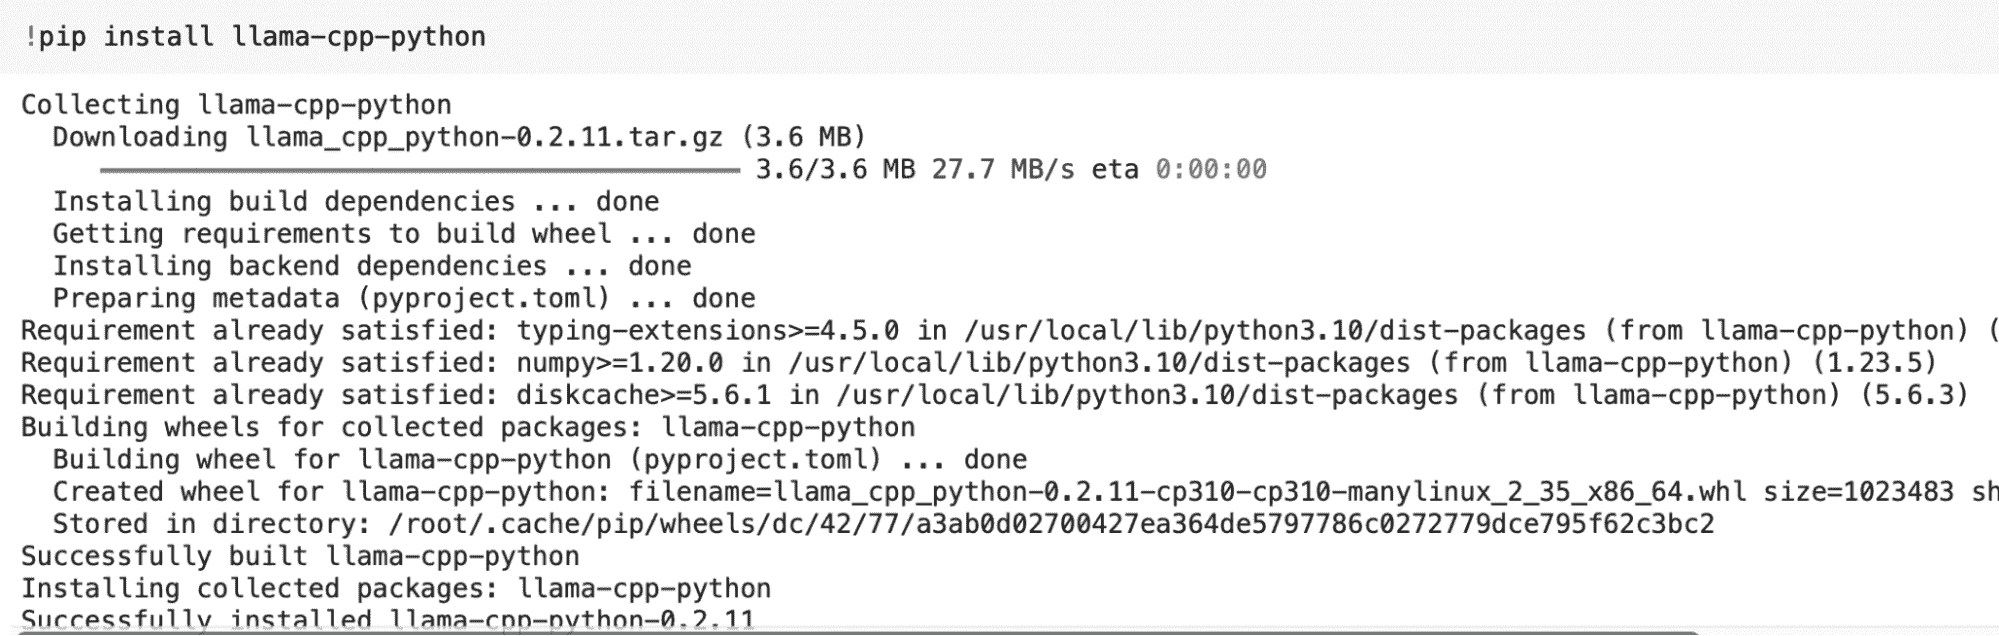 !pip install llama-cpp-python
Collecting llama-cpp-python
Downloading llama_cpp_python-0.2.11.tar.gz (3.6 MB)
3.6/3.6 MB 27.7 MB/s eta 0:00:00
Installing build dependencies ... done
Getting requirements to build wheel ... done
Installing backend dependencies ... done
Preparing metadata (pyproject.toml) ... done
Requirement already satisfied: typing-extensions>=4.5.0 in /usr/local/lib/python3.10/dist-packages (from llama-cpp-python) (
Requirement already satisfied: numpy>=1.20.0 in /usr/local/lib/python3.10/dist-packages (from llama-cpp-python) (1.23.5)
Requirement already satisfied: diskcache>=5.6.1 in /usr/local/lib/python3.10/dist-packages (from llama-cpp-python) (5.6.3)
Building wheels for collected packages: llama-cpp-python
Building wheel for llama-cpp-python (pyproject.toml) ... done
Created wheel for llama-cpp-python: filename=llama_cpp_python-0.2.11-cp310-cp310-manylinux_2_35_x86_64.whl size=1023483 sh
Stored in directory: /root/.cache/pip/wheels/dc/42/77/a3ab0d02700427ea364de5797786c0272779dce795f62c3bc2
Successfully built llama-cpp-python
Installing collected packages: llama-cpp-python
Successfully installed llama-cpp-python-0.2.11